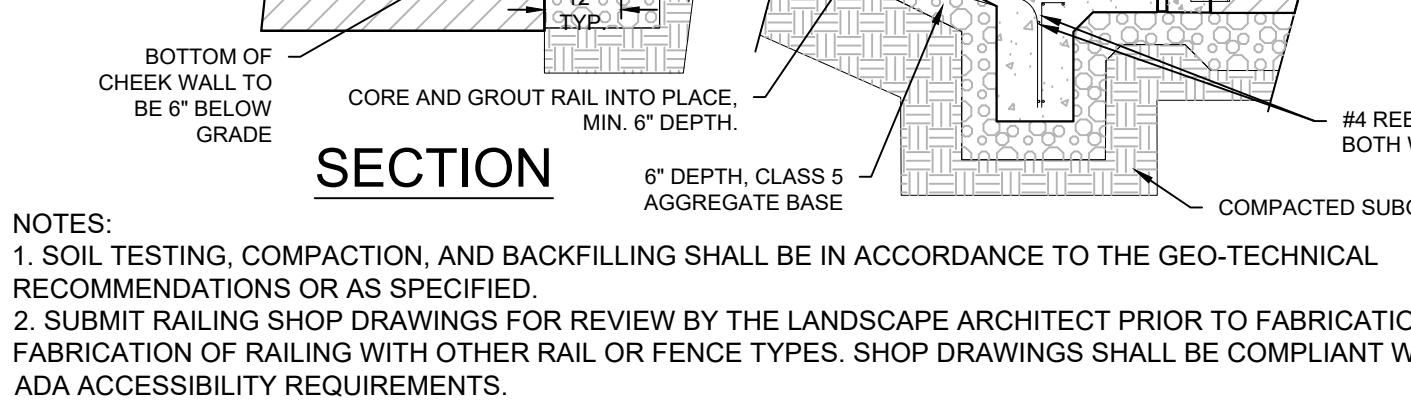 12"
TYP.
BOTTOM OF
CHEEK WALL TO
BE 6" BELOW
GRADE
CORE AND GROUT RAIL INTO PLACE,
MIN. 6" DEPTH.
SECTION
6" DEPTH, CLASS 5
AGGREGATE BASE
#4
BOTH
COMPACTED
NOTES:
1. SOIL TESTING, COMPACTION, AND BACKFILLING SHALL BE IN ACCORDANCE TO THE GEO-TECHNICAL
RECOMMENDATIONS OR AS SPECIFIED.
2. SUBMIT RAILING SHOP DRAWINGS FOR REVIEW BY THE LANDSCAPE ARCHITECT PRIOR TO
FABRICATION OF RAILING WITH OTHER RAIL OR FENCE TYPES. SHOP DRAWINGS SHALL BE COMPLIANT
ADA ACCESSIBILITY REQUIREMENTS.